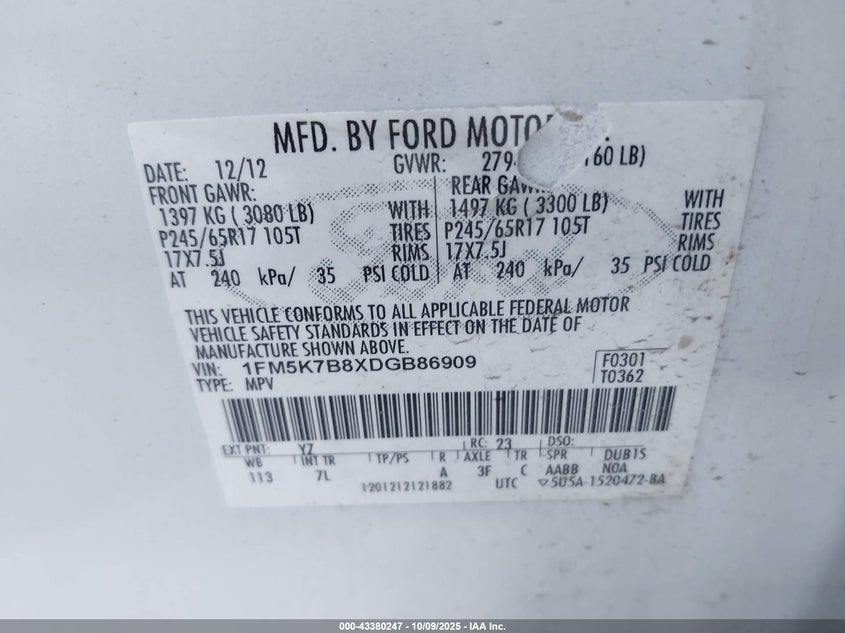 MFD. BY FORD MOTOR
DATE: 12/12 GVWR:
FRONT GAWR: REAR GAWR:
1397 KG ( 3080 LB) WITH 1497 KG ( 3300 LB) WITH
P245/65R17 105T TIRES P245/65R17 105T TIRES
17X7.5J RIMS 17X7.5J RIMS
AT 240 kPa/ 35 PSI COLD AT 240 kPa/ 35 PSI COLD
THIS VEHICLE CONFORMS TO ALL APPLICABLE FEDERAL MOTOR
VEHICLE SAFETY STANDARDS IN EFFECT ON THE DATE OF
MANUFACTURE SHOWN ABOVE.
VIN: 1FM5K7B8XDGB86909 F0301
TYPE: MPV T0362
EXT PNT: YZ RC: 23 DSO:
WB INT TR TP/PS R AXLE TR SPR DUB1S
113 7L A 3F C AABB N0A
1201212121882 UTC ▽5U5A-1520472-BA
000-43380247 - 10/09/2025 - IAA Inc.